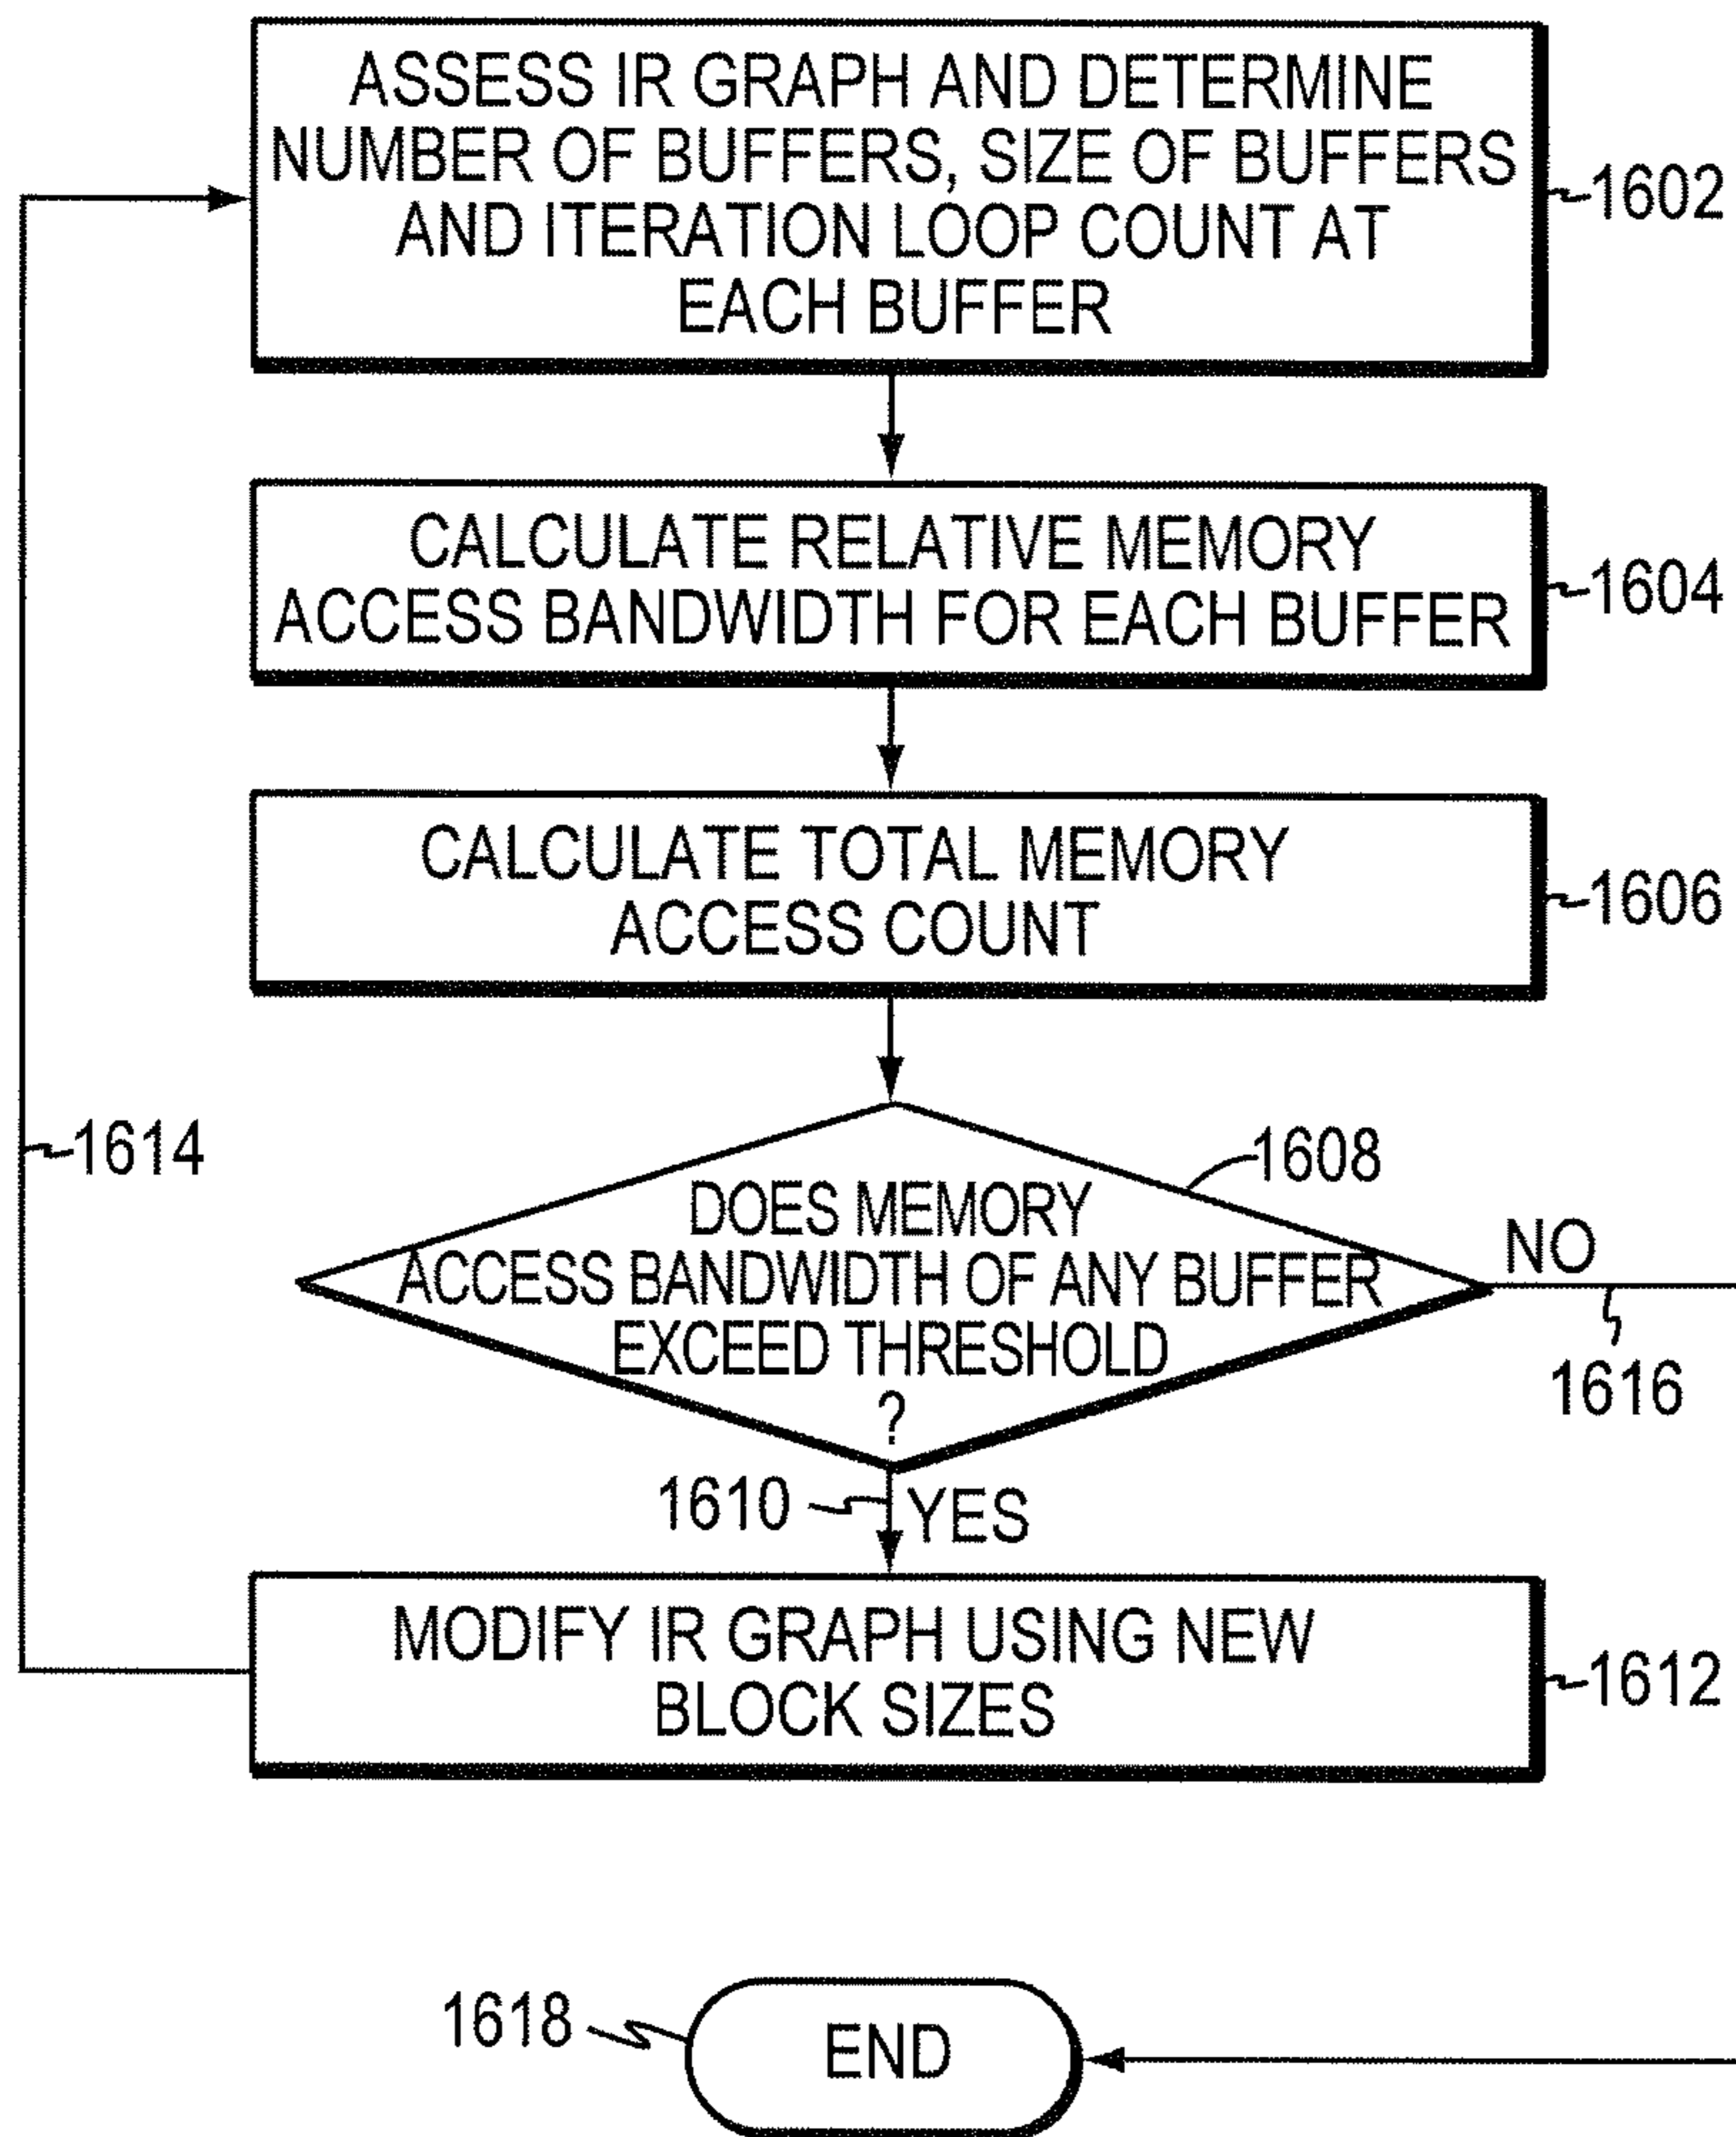 ASSESS IR GRAPH AND DETERMINE
NUMBER OF BUFFERS, SIZE OF BUFFERS
AND ITERATION LOOP COUNT AT
EACH BUFFER
1602
CALCULATE RELATIVE MEMORY
ACCESS BANDWIDTH FOR EACH BUFFER
1604
CALCULATE TOTAL MEMORY
ACCESS COUNT
1606
1614
1608
DOES MEMORY
ACCESS BANDWIDTH OF ANY BUFFER
EXCEED THRESHOLD
?
NO
1616
1610
YES
MODIFY IR GRAPH USING NEW
BLOCK SIZES
1612
1618
END